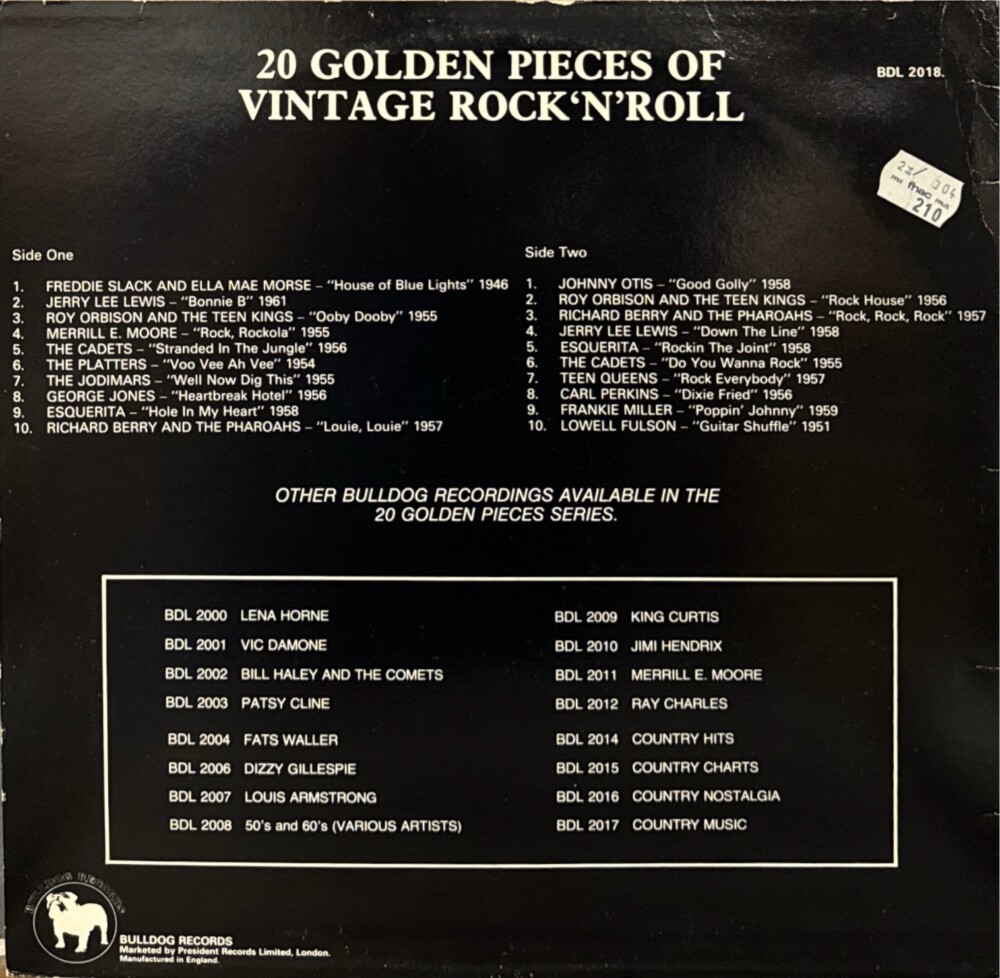 20 GOLDEN PIECES OF
VINTAGE ROCK‘N’ROLL
BDL 2018.
fnac
210
Side One
1. FREDDIE SLACK AND ELLA MAE MORSE – “House of Blue Lights” 1946
2. JERRY LEE LEWIS – “Bonnie B” 1961
3. ROY ORBISON AND THE TEEN KINGS – “Ooby Dooby” 1955
4. MERRILL E. MOORE – “Rock, Rockola” 1955
5. THE CADETS – “Stranded In The Jungle” 1956
6. THE PLATTERS – “Voo Vee Ah Vee” 1954
7. THE JODIMARS – “Well Now Dig This” 1955
8. GEORGE JONES – “Heartbreak Hotel” 1956
9. ESQUERITA – “Hole In My Heart” 1958
10. RICHARD BERRY AND THE PHAROAHS – “Louie, Louie” 1957
Side Two
1. JOHNNY OTIS – “Good Golly” 1958
2. ROY ORBISON AND THE TEEN KINGS – “Rock House” 1956
3. RICHARD BERRY AND THE PHAROAHS – “Rock, Rock, Rock” 1957
4. JERRY LEE LEWIS – “Down The Line” 1958
5. ESQUERITA – “Rockin The Joint” 1958
6. THE CADETS – “Do You Wanna Rock” 1955
7. TEEN QUEENS – “Rock Everybody” 1957
8. CARL PERKINS – “Dixie Fried” 1956
9. FRANKIE MILLER – “Poppin’ Johnny” 1959
10. LOWELL FULSON – “Guitar Shuffle” 1951
OTHER BULLDOG RECORDINGS AVAILABLE IN THE
20 GOLDEN PIECES SERIES.
BDL 2000 LENA HORNE
BDL 2001 VIC DAMONE
BDL 2002 BILL HALEY AND THE COMETS
BDL 2003 PATSY CLINE
BDL 2004 FATS WALLER
BDL 2006 DIZZY GILLESPIE
BDL 2007 LOUIS ARMSTRONG
BDL 2008 50’s and 60’s (VARIOUS ARTISTS)
BDL 2009 KING CURTIS
BDL 2010 JIMI HENDRIX
BDL 2011 MERRILL E. MOORE
BDL 2012 RAY CHARLES
BDL 2014 COUNTRY HITS
BDL 2015 COUNTRY CHARTS
BDL 2016 COUNTRY NOSTALGIA
BDL 2017 COUNTRY MUSIC
BULLDOG RECORDS
BULLDOG RECORDS
Marketed by President Records Limited, London.
Manufactured in England.